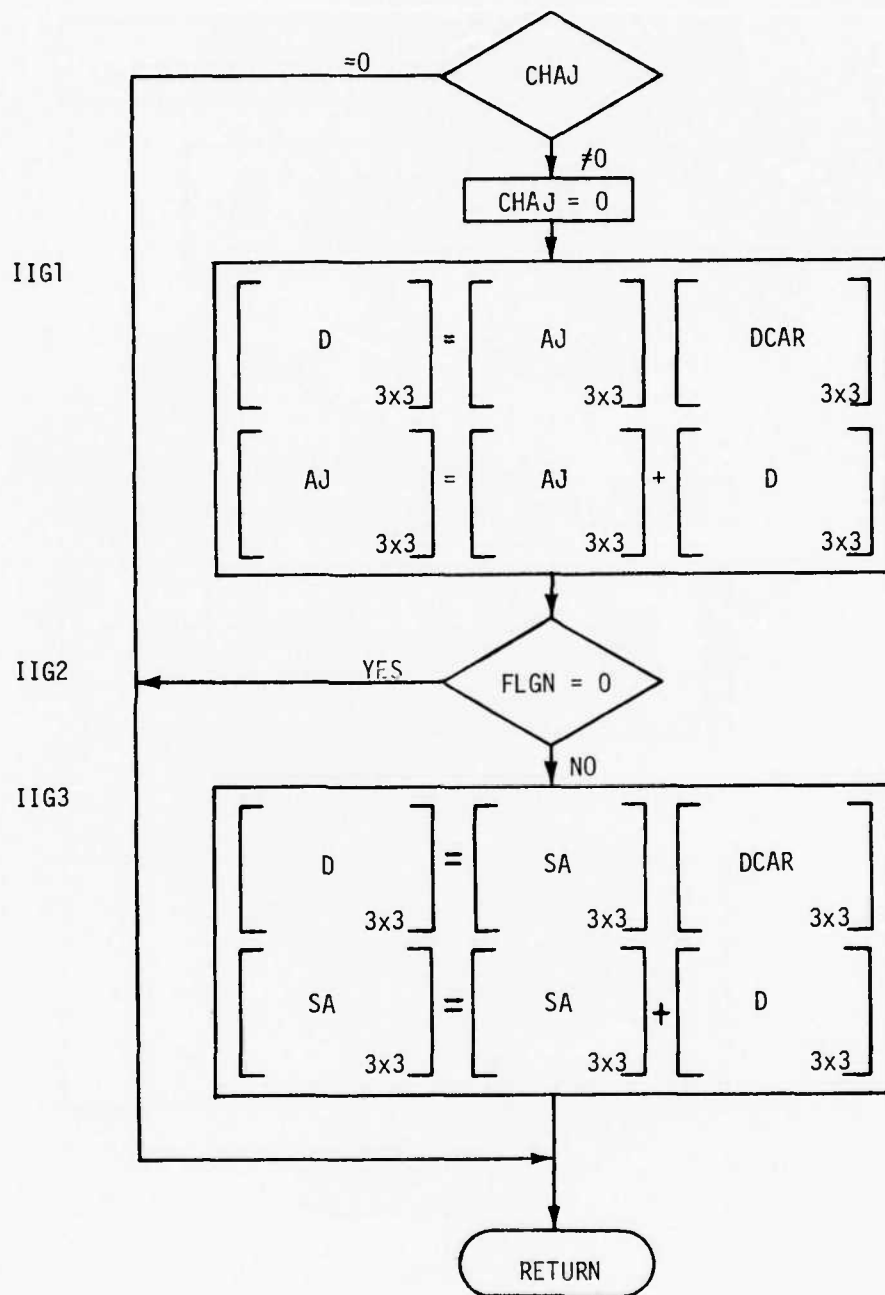 =0 CHAJ
≠0
CHAJ = 0
IIG1
D = AJ DCAR
3x3 3x3 3x3
AJ = AJ + D
3x3 3x3 3x3
IIG2 YES FLGN = 0
NO
IIG3
D = SA DCAR
3x3 3x3 3x3
SA = SA + D
3x3 3x3 3x3
RETURN